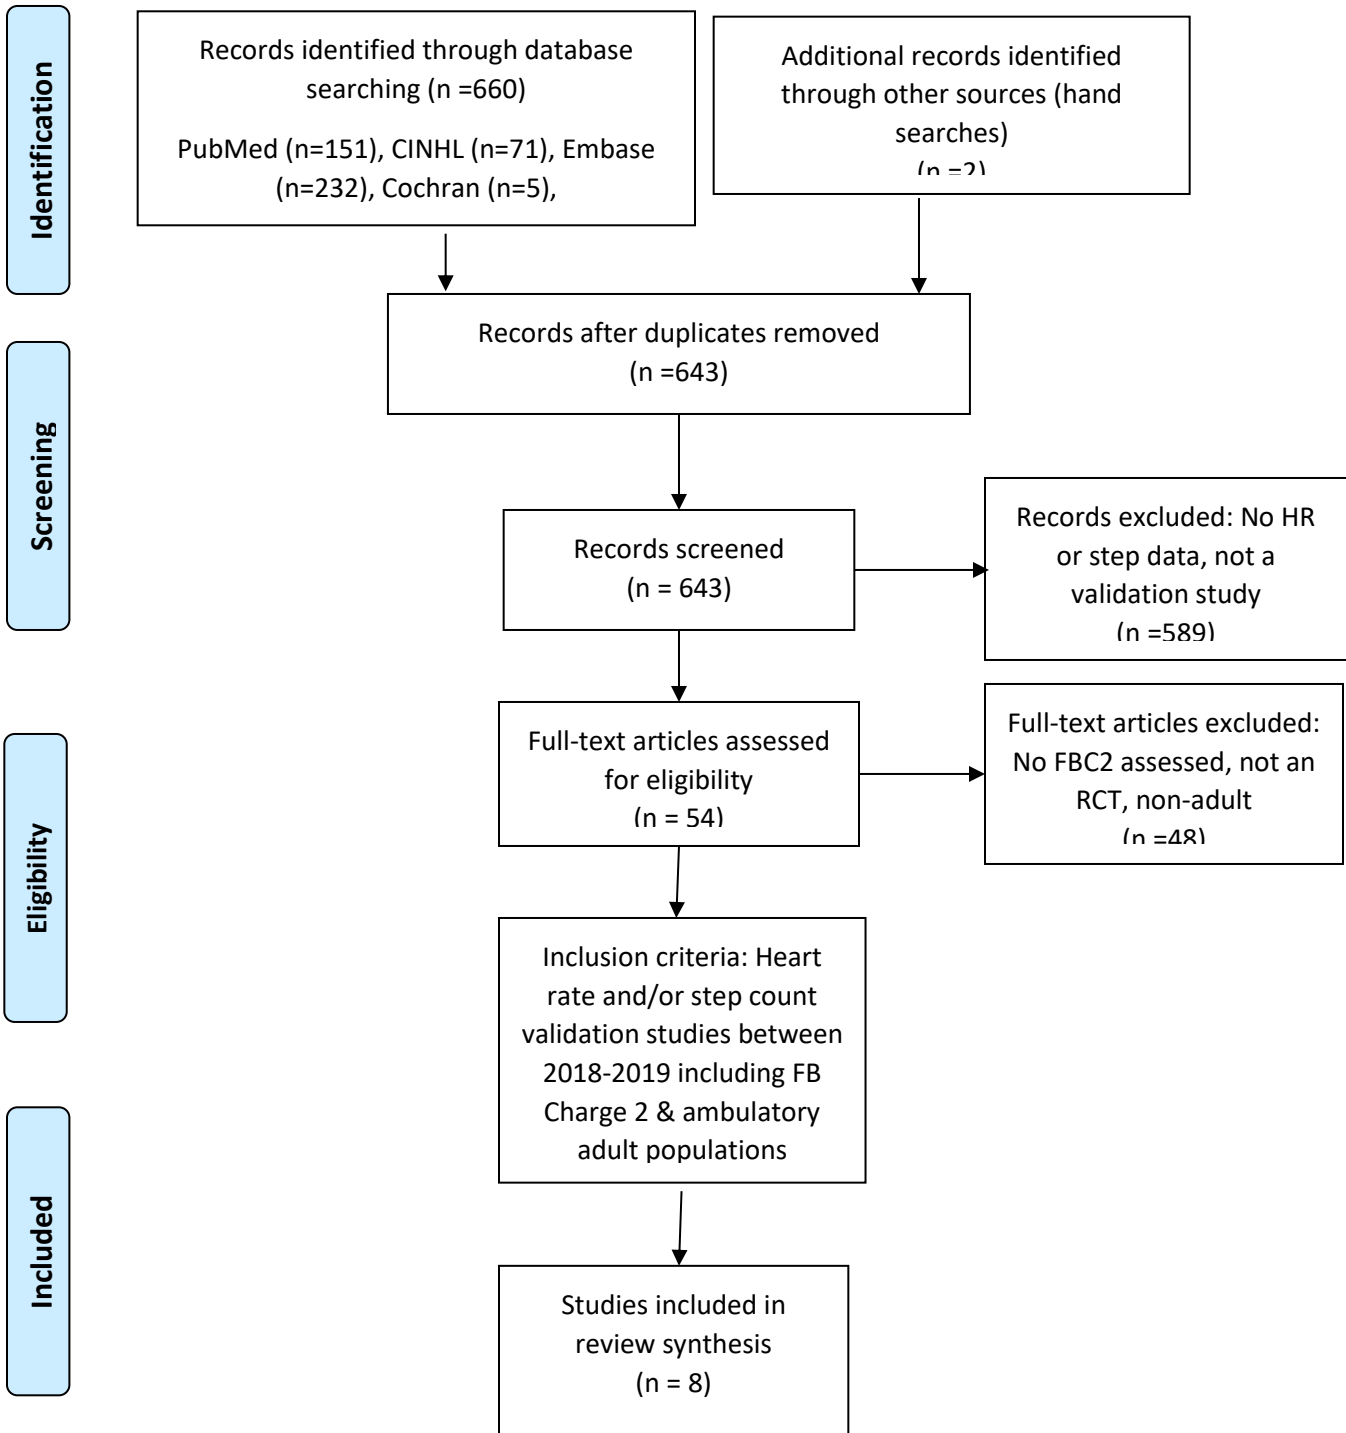 Identification
Records identified through database
searching (n =660)
PubMed (n=151), CINHL (n=71), Embase
(n=232), Cochran (n=5),
Additional records identified
through other sources (hand
searches)
(n =2)
Records after duplicates removed
(n =643)
Screening
Records screened
(n = 643)
Records excluded: No HR
or step data, not a
validation study
(n =589)
Eligibility
Full-text articles assessed
for eligibility
(n = 54)
Full-text articles excluded:
No FBC2 assessed, not an
RCT, non-adult
(n =48)
Inclusion criteria: Heart
rate and/or step count
validation studies between
2018-2019 including FB
Charge 2 & ambulatory
adult populations
Included
Studies included in
review synthesis
(n = 8)